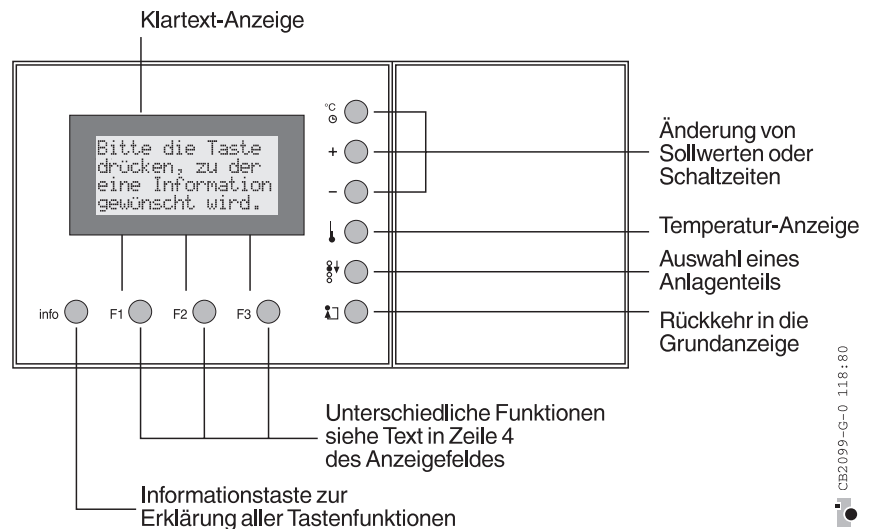 Klartext-Anzeige
Bitte die Taste
drücken, zu der
eine Information
gewünscht wird.
°C
+
−
info
F1
F2
F3
Änderung von
Sollwerten oder
Schaltzeiten
Temperatur-Anzeige
Auswahl eines
Anlagenteils
Rückkehr in die
Grundanzeige
Unterschiedliche Funktionen
siehe Text in Zeile 4
des Anzeigefeldes
Informationstaste zur
Erklärung aller Tastenfunktionen
CB2099-G-0 118:80